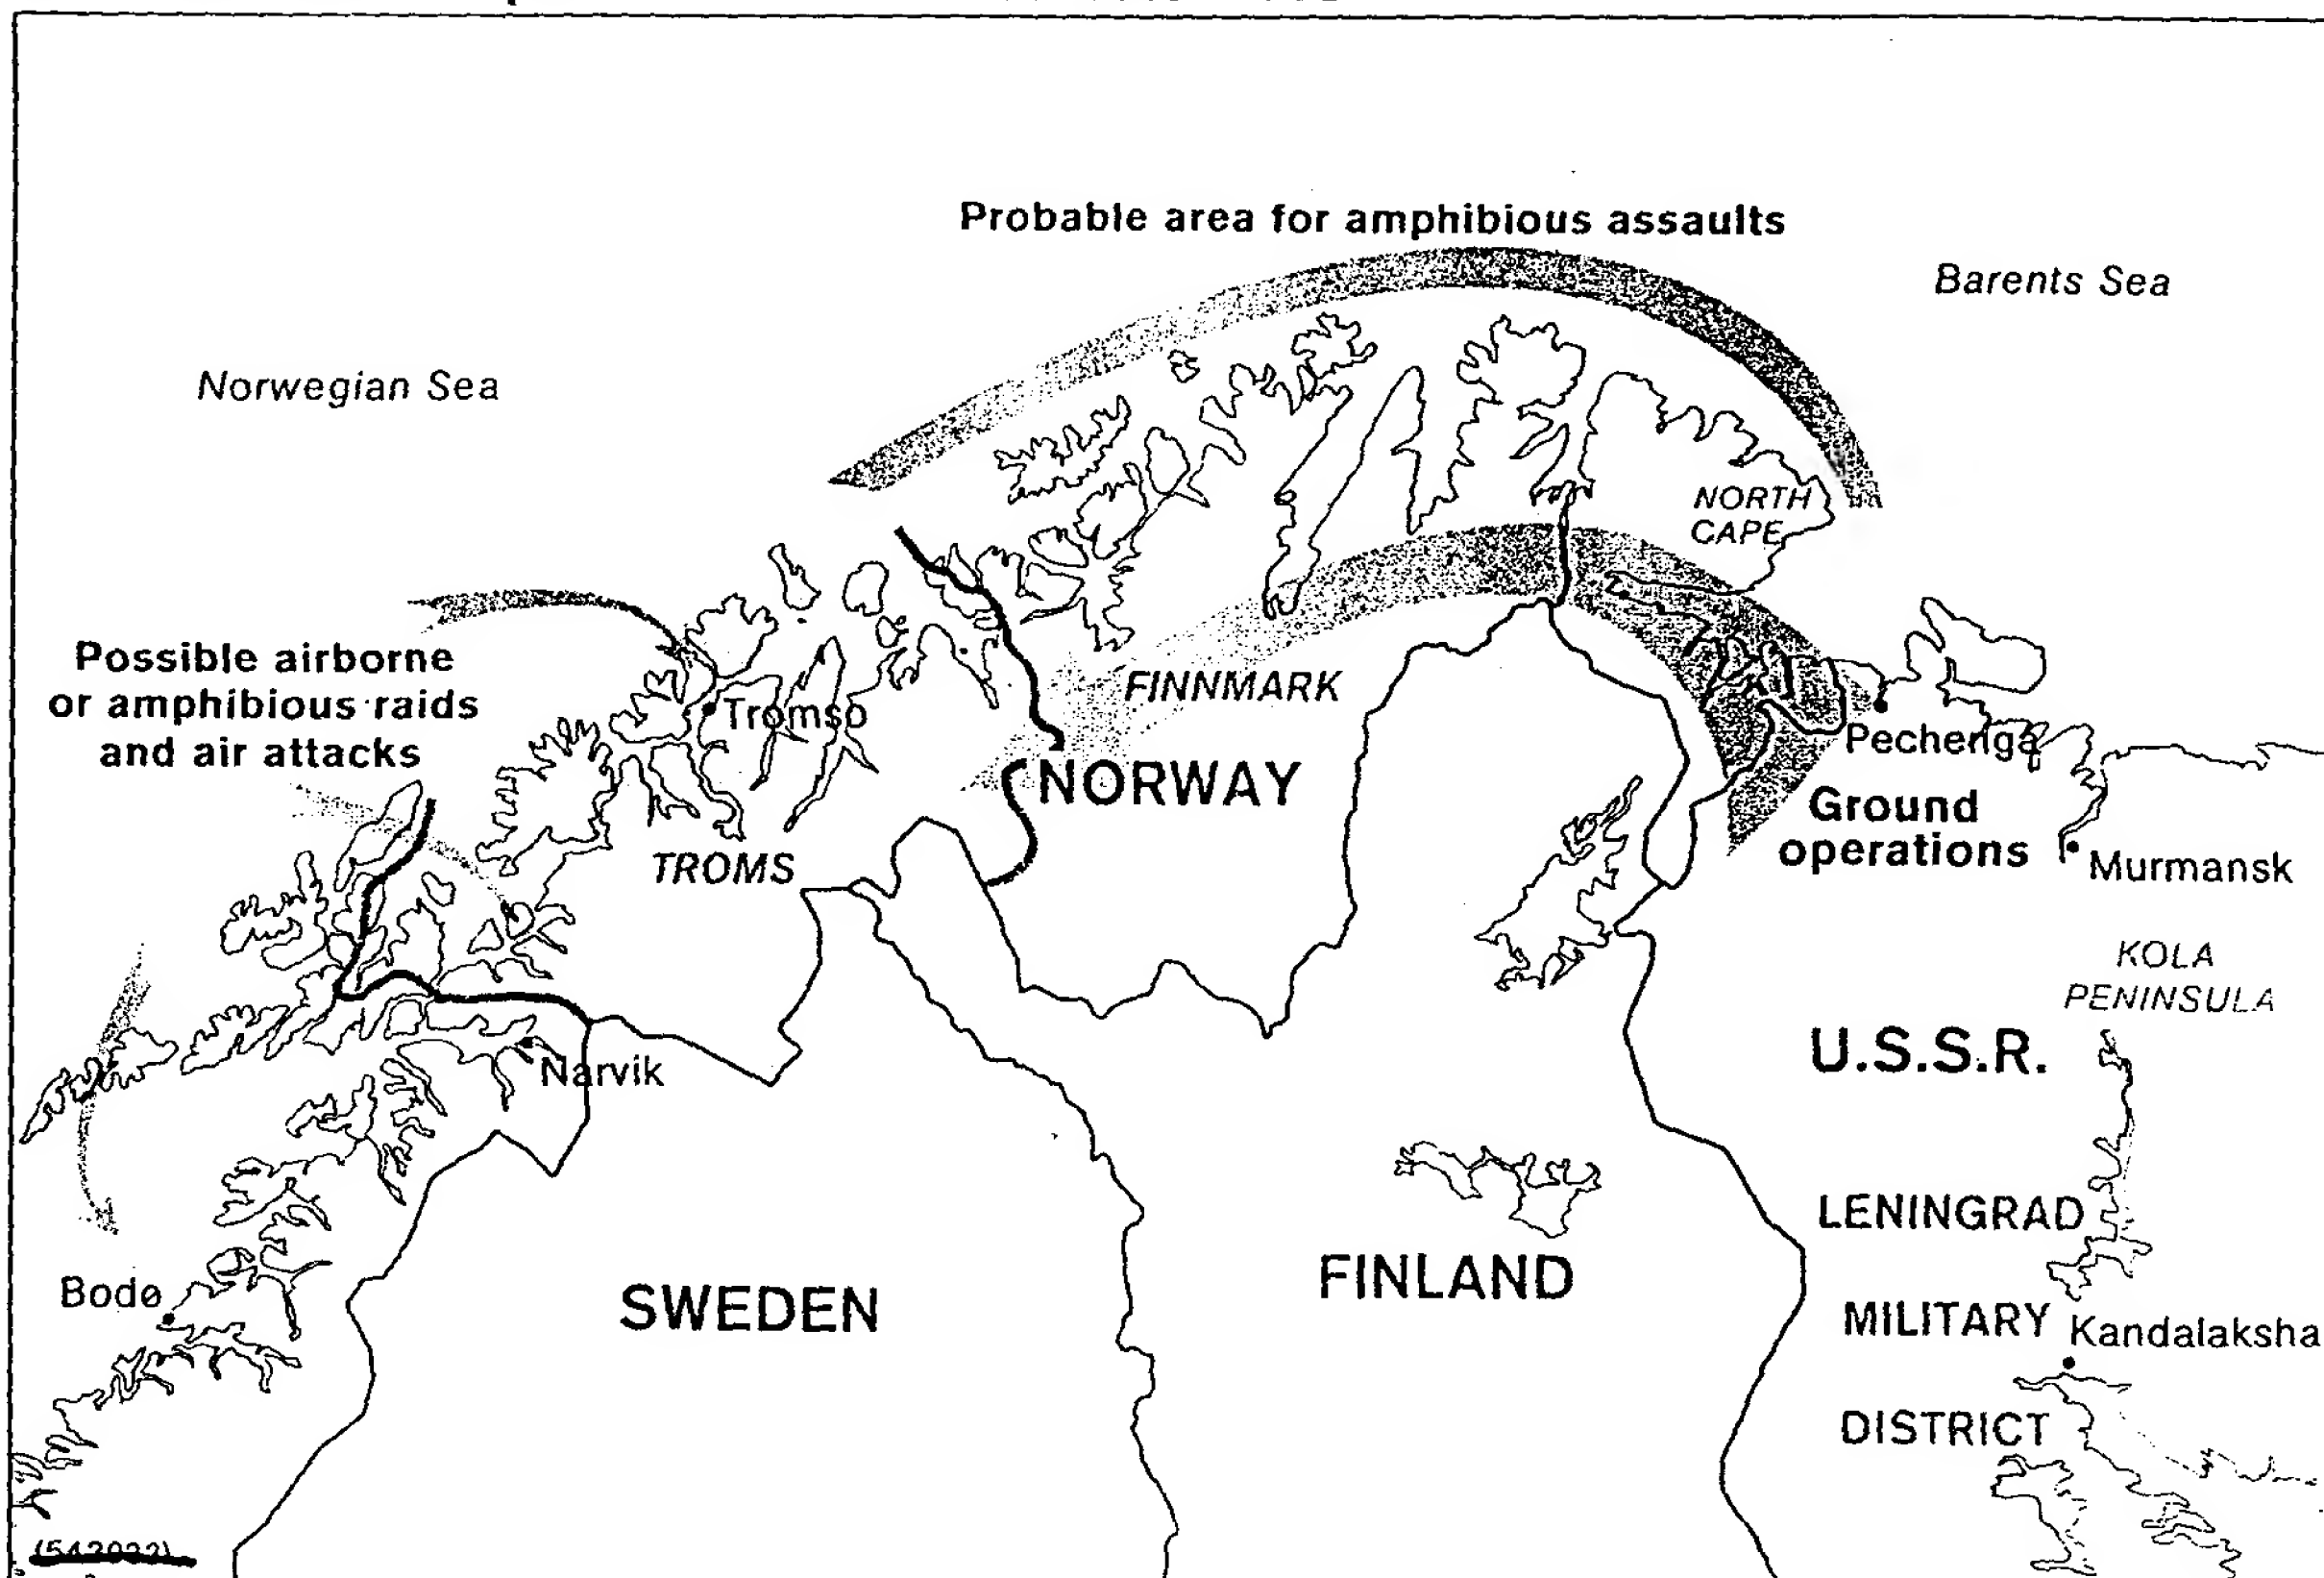 Probable area for amphibious assaults
Barents Sea
Norwegian Sea
NORTH
CAPE
Possible airborne
or amphibious raids
and air attacks
FINNMARK
Tromsø
Pechenga
NORWAY
Ground
operations
TROMS
Murmansk
KOLA
PENINSULA
U.S.S.R.
Narvik
LENINGRAD
FINLAND
Bodø
SWEDEN
MILITARY
Kandalaksha
DISTRICT